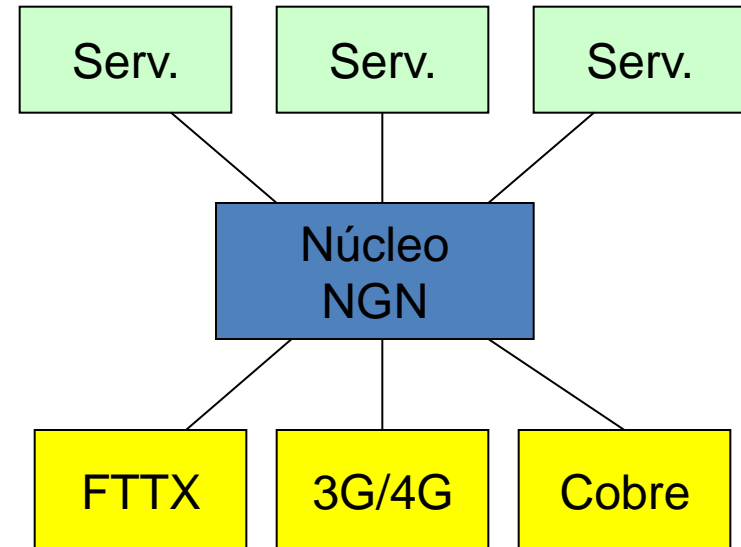 Serv.
Serv.
Serv.
Núcleo
NGN
FTTX
3G/4G
Cobre